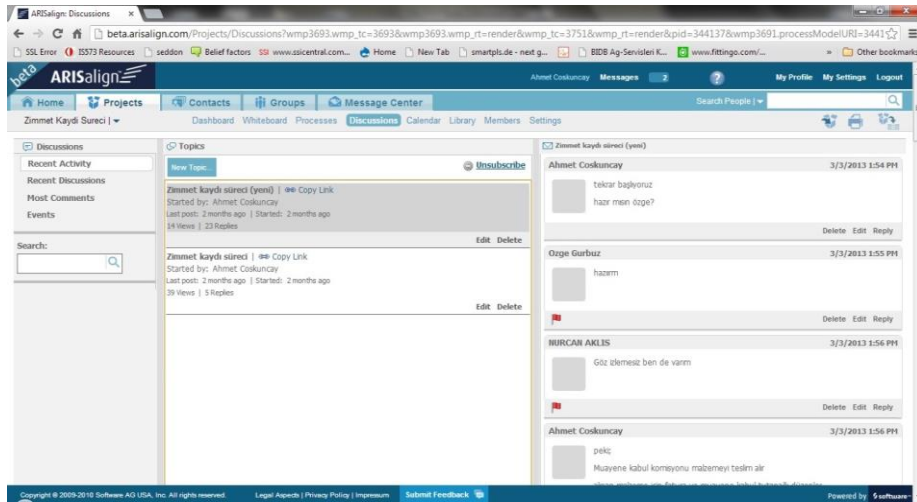 ARISalign: Discussions
beta.arisalign.com/Projects/Discussions?wmp3693.wmp_tc=3693&wmp3693.wmp_rt=render&wmp_tc=3751&wmp_rt=render&pid=344137&wmp3691.processModelURI=3441
SSL Error IS573 Resources seddon Belief factors SSI www.ssicentral.com... Home New Tab smartpls.de - next g... BIDB Ag-Servisleri K... www.fittingo.com/... » Other bookmarks
beta ARISalign Ahmet Coskuncay Messages 2 ? My Profile My Settings Logout
Home Projects Contacts Groups Message Center Search People |
Zimmet Kaydi Sureci | Dashboard Whiteboard Processes Discussions Calendar Library Members Settings
Discussions
Recent Activity
Recent Discussions
Most Comments
Events
Search:
Topics
New Topic.. Unsubscribe
Zimmet kaydı süreci (yeni) | Copy Link
Started by: Ahmet Coskuncay
Last post: 2 months ago | Started: 2 months ago
14 Views | 23 Replies
Edit Delete
Zimmet kaydı süreci | Copy Link
Started by: Ahmet Coskuncay
Last post: 2 months ago | Started: 2 months ago
39 Views | 5 Replies
Edit Delete
Zimmet kaydı süreci (yeni)
Ahmet Coskuncay 3/3/2013 1:54 PM
tekrar başlıyoruz
hazır mısın özge?
Delete Edit Reply
Ozge Gurbuz 3/3/2013 1:55 PM
hazırım
Delete Edit Reply
NURCAN AKLIS 3/3/2013 1:56 PM
Göz izlemesiz ben de varım
Delete Edit Reply
Ahmet Coskuncay 3/3/2013 1:56 PM
peki;
Muayene kabul komisyonu malzemeyi teslim alır
Copyright © 2009-2010 Software AG USA, Inc. All rights reserved. Legal Aspects | Privacy Policy | Impressum Submit Feedback Powered by software